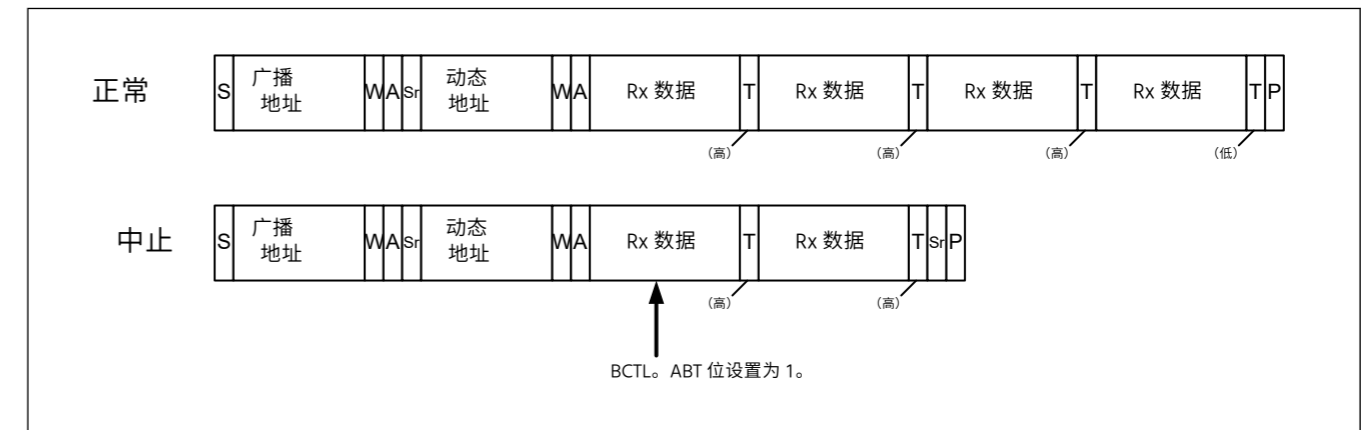 正常
S 广播 地址 W A Sr 动态 地址 W A Rx 数据 T Rx 数据 T Rx 数据 T Rx 数据 T P
(高) (高) (高) (低)
中止
S 广播 地址 W A Sr 动态 地址 W A Rx 数据 T Rx 数据 T Sr P
(高) (高)
BCTL。ABT 位设置为 1。